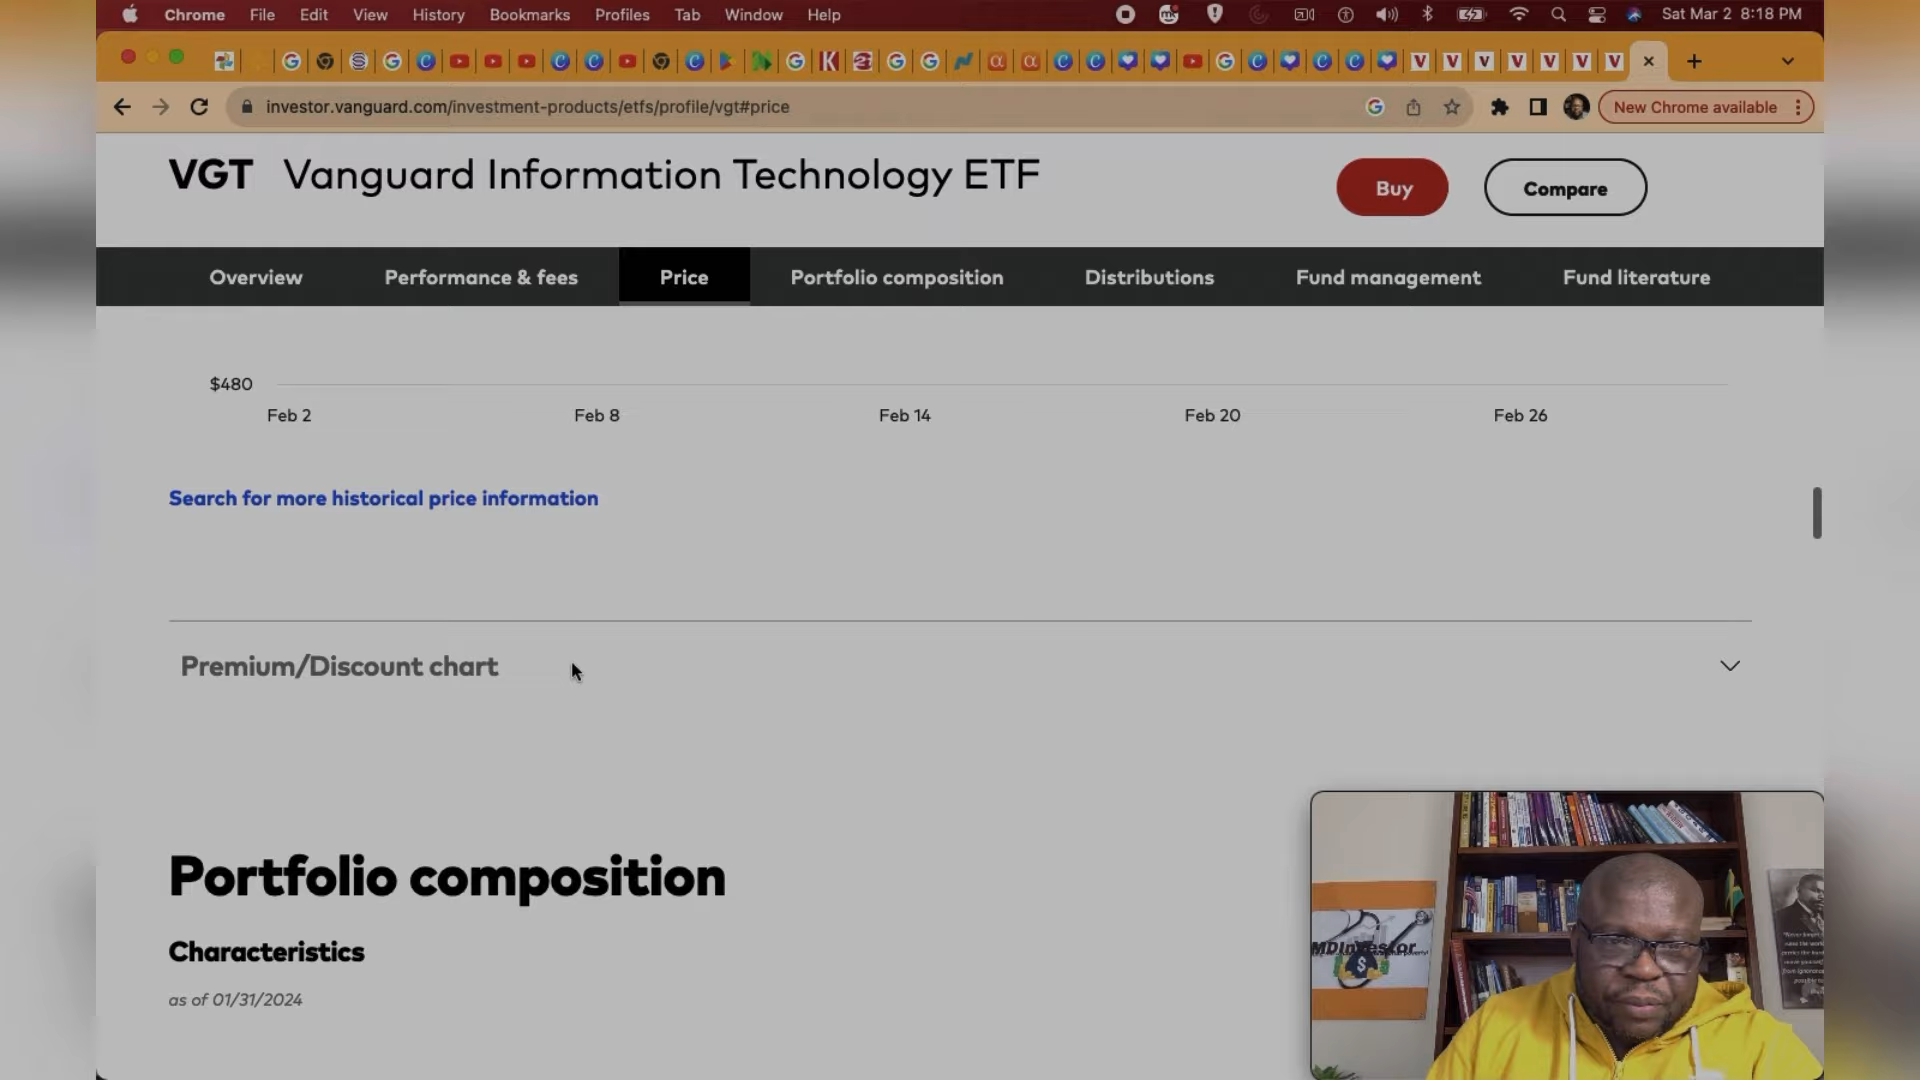 Chrome File Edit View History Bookmarks Profiles Tab Window Help Sat Mar 2 8:18 PM
investor.vanguard.com/investment-products/etfs/profile/vgt#price New Chrome available
VGT Vanguard Information Technology ETF Buy Compare
Overview Performance & fees Price Portfolio composition Distributions Fund management Fund literature
$480
Feb 2 Feb 8 Feb 14 Feb 20 Feb 26
Search for more historical price information
Premium/Discount chart
Portfolio composition
Characteristics
as of 01/31/2024
MDInvestor